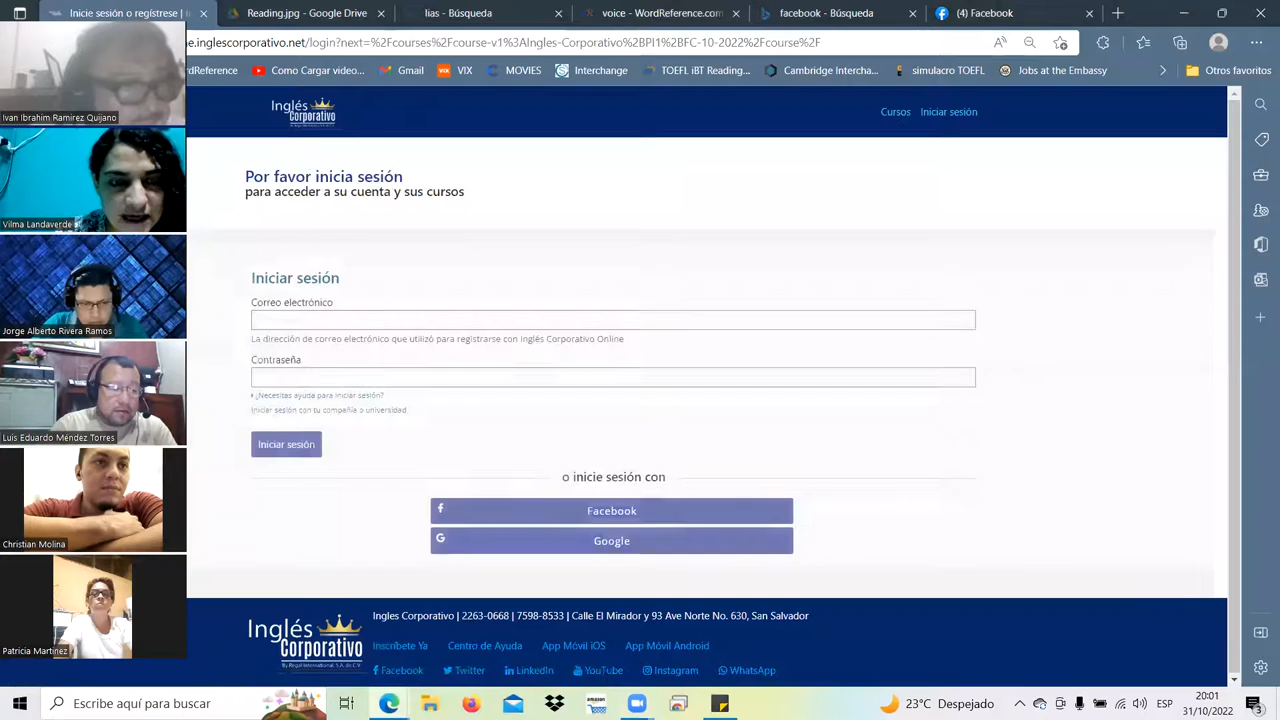 Inicie sesión o regístrese
lias - Búsqueda
WordReference - WordRefer
(4) Facebook
e.inglescorporativo.net/login?next=%2Fcourses%2Fcourse-v1%3AIngles-Corporativo%2BPI1%2BFC-10-2022%2Fcourse%2F
rdReference
Como Cargar video...
Gmail
VIX
MOVIES
Interchange
TOEFL iBT Reading...
Cambridge Intercha...
simulacro TOEFL
Jobs at the Embassy
Otros favoritos
Ivan Ibrahim Ramirez Quijano
Vilma Landaverde
Jorge Alberto Rivera Ramos
Luis Eduardo Méndez Torres
Christian Molina
Patricia Martinez
Inglés
Corporativo
Cursos
Iniciar sesión
Por favor inicia sesión
para acceder a su cuenta y sus cursos
Iniciar sesión
Correo electrónico
La dirección de correo electrónico que utilizó para registrarse con Inglés Corporativo Online
Contraseña
¿Necesitas ayuda para iniciar sesión?
Iniciar sesión con tu compañía o universidad
Iniciar sesión
o inicie sesión con
Facebook
Google
Inglés
Corporativo
By Regal International, S.A. de C.V.
Ingles Corporativo | 2263-0668 | 7598-8533 | Calle El Mirador y 93 Ave Norte No. 630, San Salvador
Inscríbete Ya
Centro de Ayuda
App Móvil iOS
App Móvil Android
Facebook
Twitter
LinkedIn
YouTube
Instagram
WhatsApp
Escribe aquí para buscar
amazon
23°C Despejado
ESP
20:01
31/10/2022
3